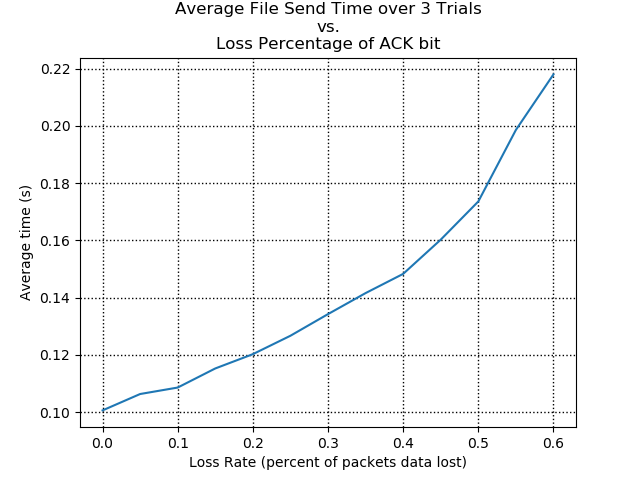 Average File Send Time over 3 Trials
vs.
Loss Percentage of ACK bit
Average time (s)
0.22
0.20
0.18
0.16
0.14
0.12
0.10
0.0 0.1 0.2 0.3 0.4 0.5 0.6
Loss Rate (percent of packets data lost)